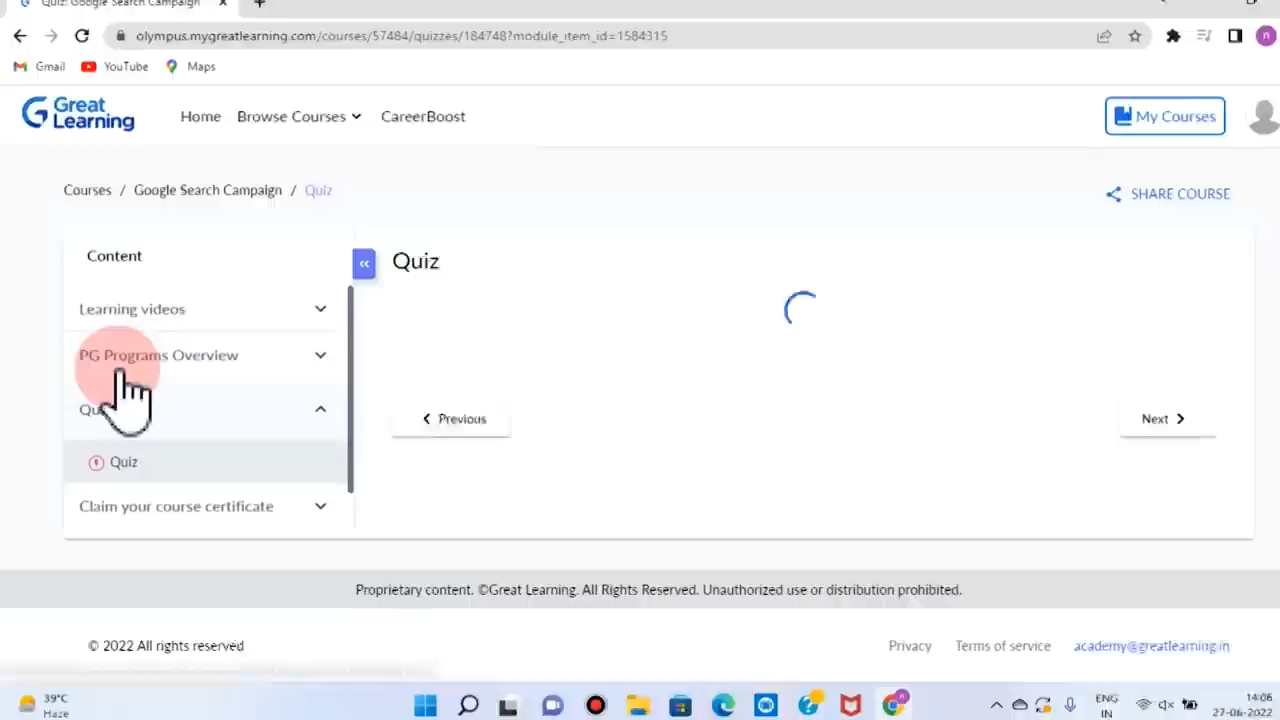 Quiz: Google Search Campaign
olympus.mygreatlearning.com/courses/57484/quizzes/184748?module_item_id=1584315
n
Gmail YouTube Maps
Great Learning
Home Browse Courses CareerBoost My Courses
Courses / Google Search Campaign / Quiz
SHARE COURSE
Content
Quiz
Learning videos
PG Programs Overview
Previous Next
Quiz
Claim your course certificate
Proprietary content. ©Great Learning. All Rights Reserved. Unauthorized use or distribution prohibited.
© 2022 All rights reserved Privacy Terms of service academy@greatlearning.in
39°C
Haze
ENG
IN
14:06
27-06-2022